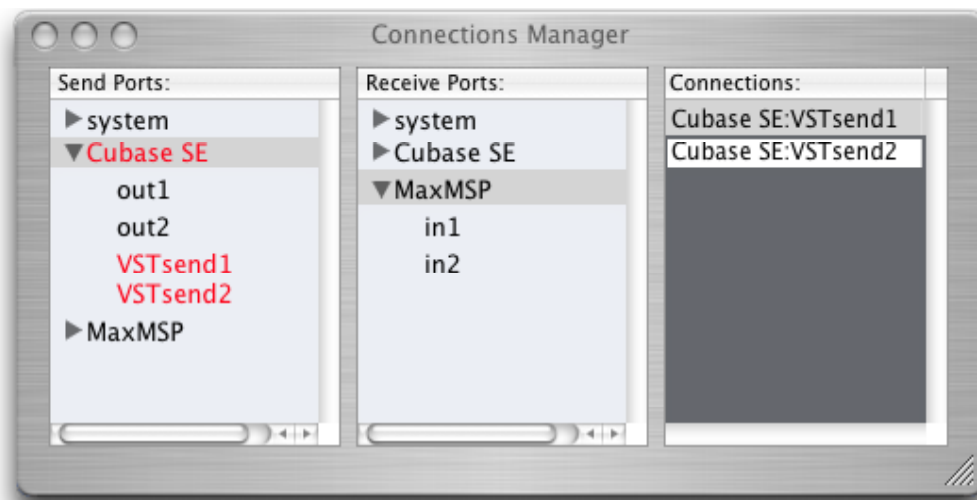 Connections Manager
Send Ports:
system
Cubase SE
out1
out2
VSTsend1
VSTsend2
MaxMSP
Receive Ports:
system
Cubase SE
MaxMSP
in1
in2
Connections:
Cubase SE:VSTsend1
Cubase SE:VSTsend2